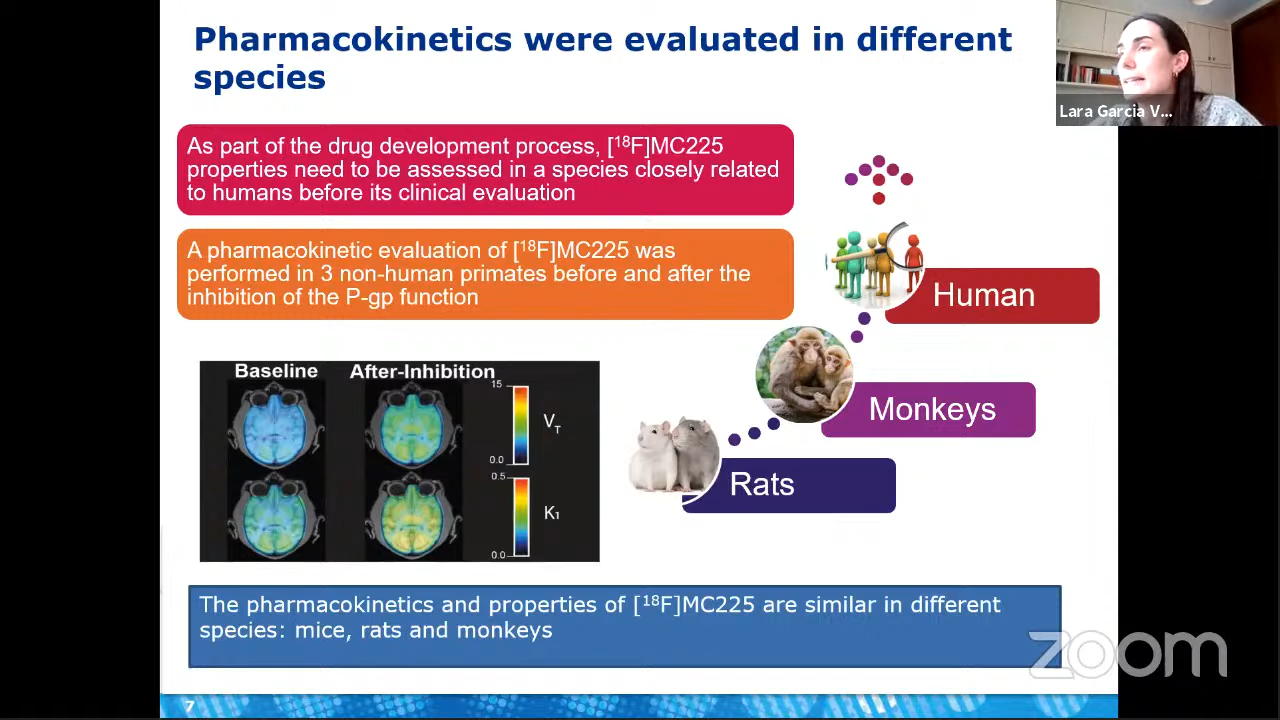 Pharmacokinetics were evaluated in different
species
Lara Garcia V...
As part of the drug development process, [¹⁸F]MC225
properties need to be assessed in a species closely related
to humans before its clinical evaluation
A pharmacokinetic evaluation of [¹⁸F]MC225 was
performed in 3 non-human primates before and after the
inhibition of the P-gp function
Human
Monkeys
Rats
Baseline After-Inhibition
15
V_T
0.0
0.5
K₁
0.0
The pharmacokinetics and properties of [¹⁸F]MC225 are similar in different
species: mice, rats and monkeys
zoom
7